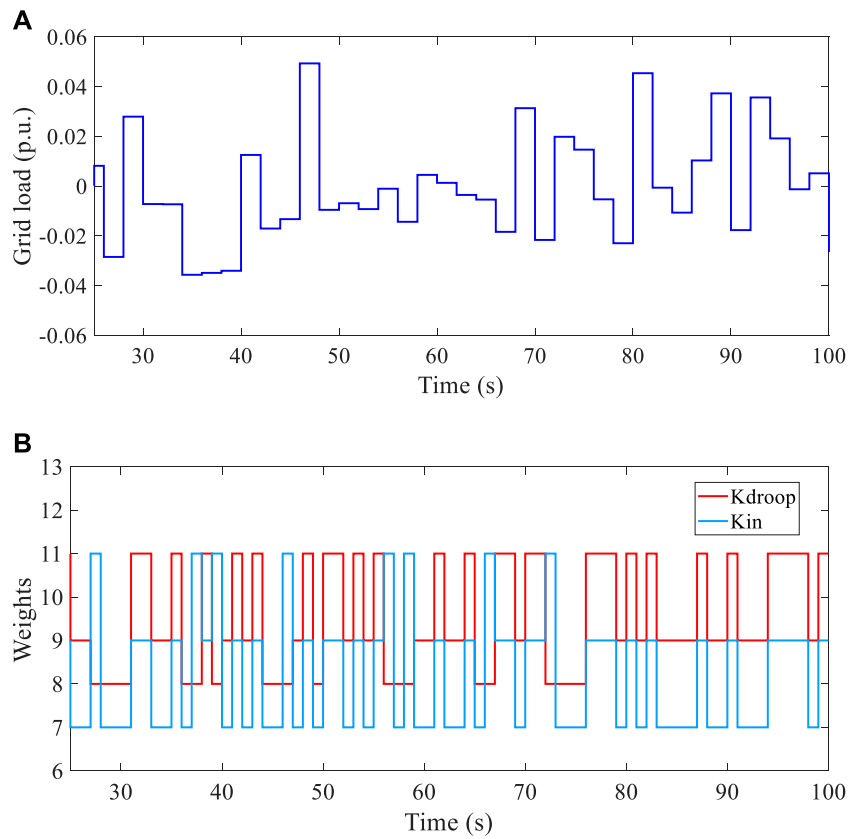 A
Grid load (p.u.)
0.06
0.04
0.02
0
-0.02
-0.04
-0.06
30 40 50 60 70 80 90 100
Time (s)
B
Weights
13
12
11
10
9
8
7
6
Kdroop
Kin
30 40 50 60 70 80 90 100
Time (s)